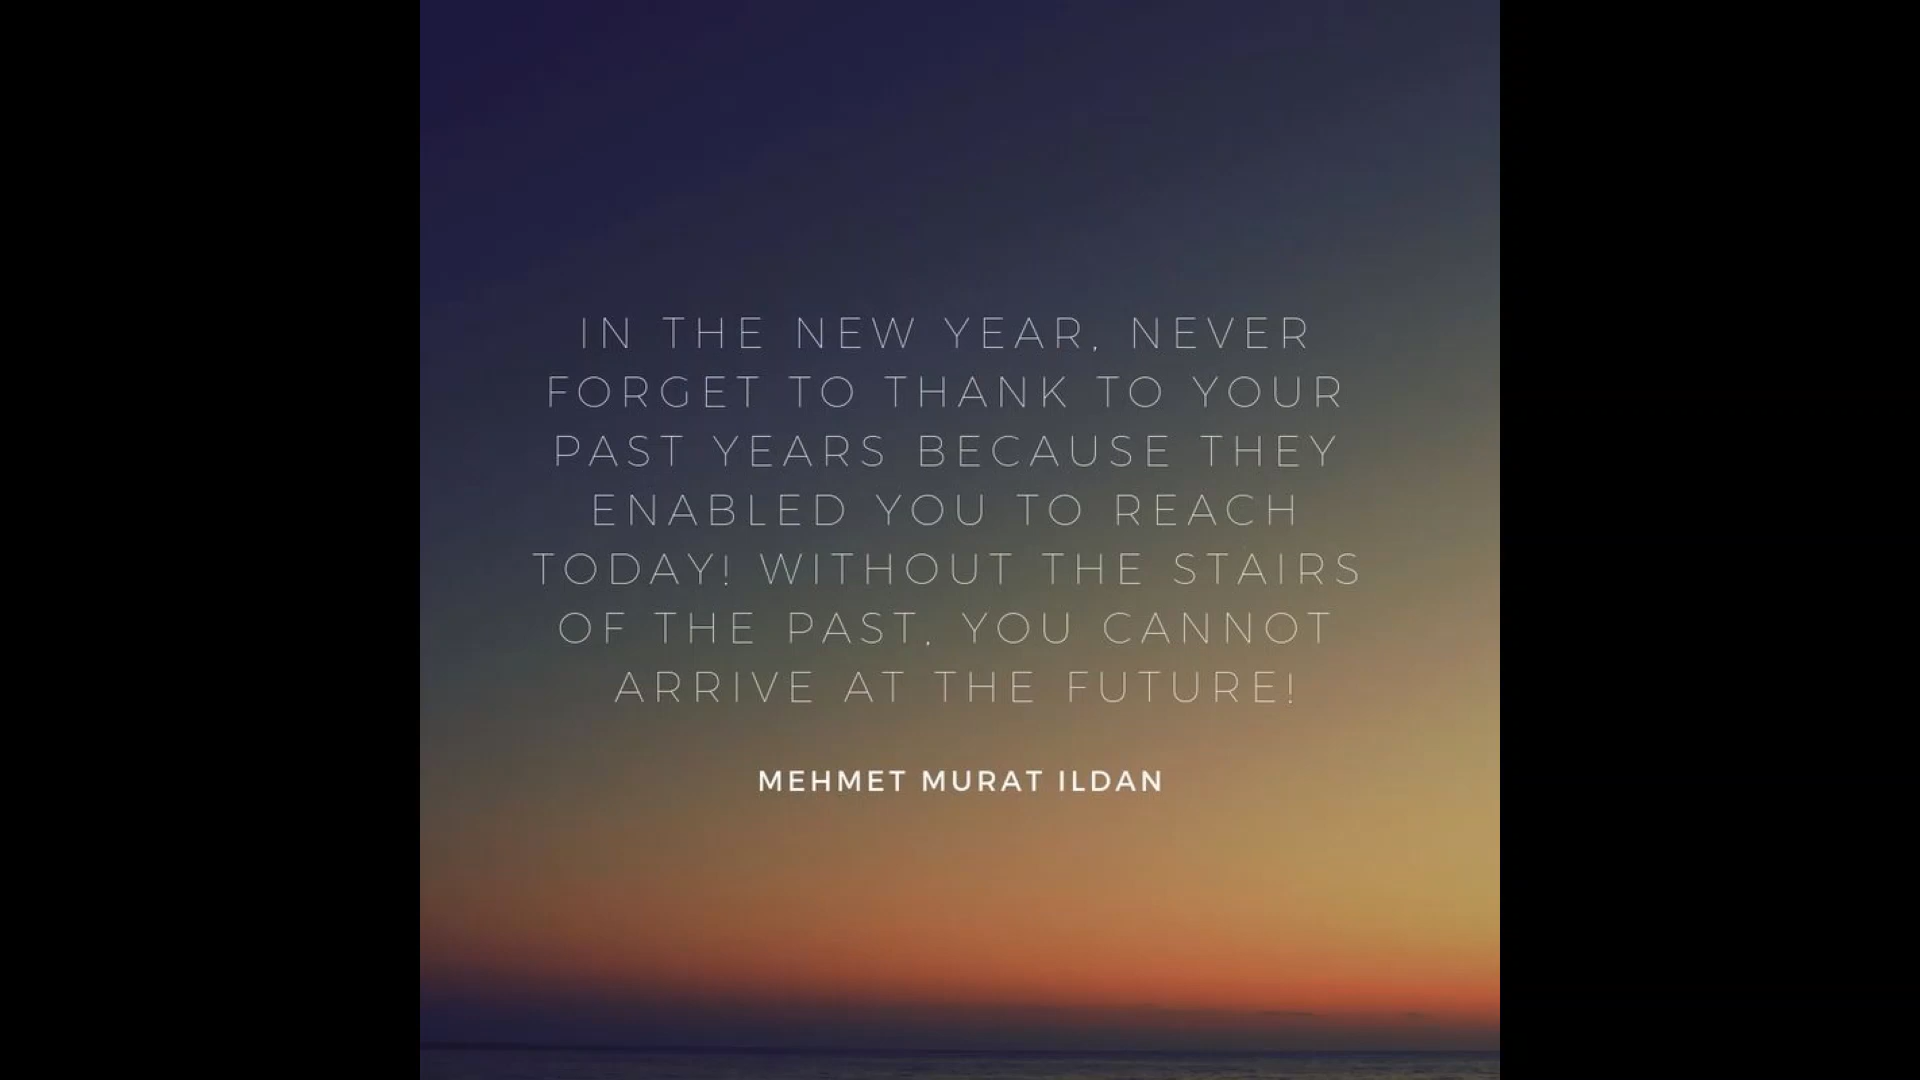 IN THE NEW YEAR, NEVER
FORGET TO THANK TO YOUR
PAST YEARS BECAUSE THEY
ENABLED YOU TO REACH
TODAY! WITHOUT THE STAIRS
OF THE PAST, YOU CANNOT
ARRIVE AT THE FUTURE!
MEHMET MURAT ILDAN